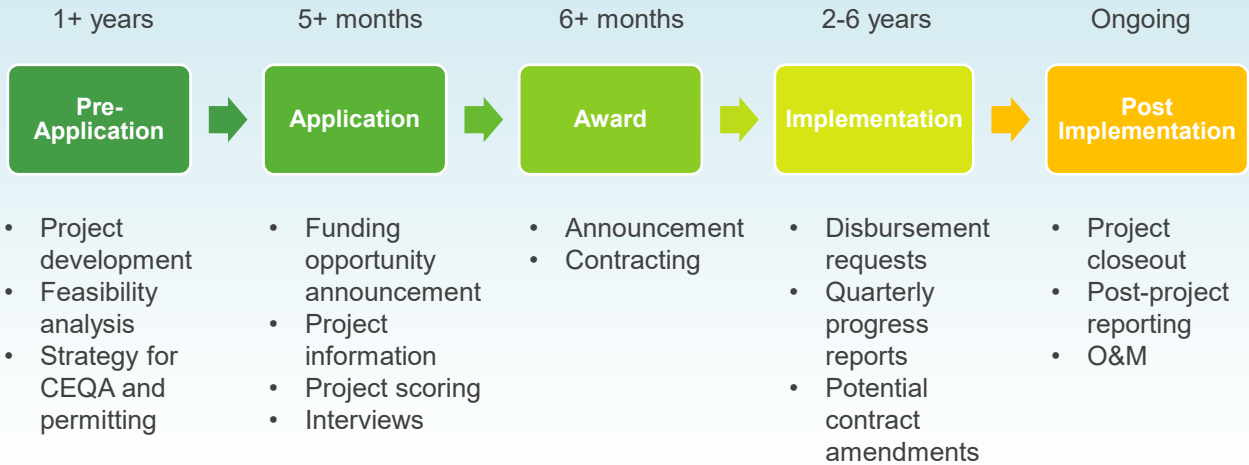 1+ years
5+ months
6+ months
2-6 years
Ongoing
Pre-
Application
Application
Award
Implementation
Post
Implementation
• Project
development
• Feasibility
analysis
• Strategy for
CEQA and
permitting
• Funding
opportunity
announcement
• Project
information
• Project scoring
• Interviews
• Announcement
• Contracting
• Disbursement
requests
• Quarterly
progress
reports
• Potential
contract
amendments
• Project
closeout
• Post-project
reporting
• O&M